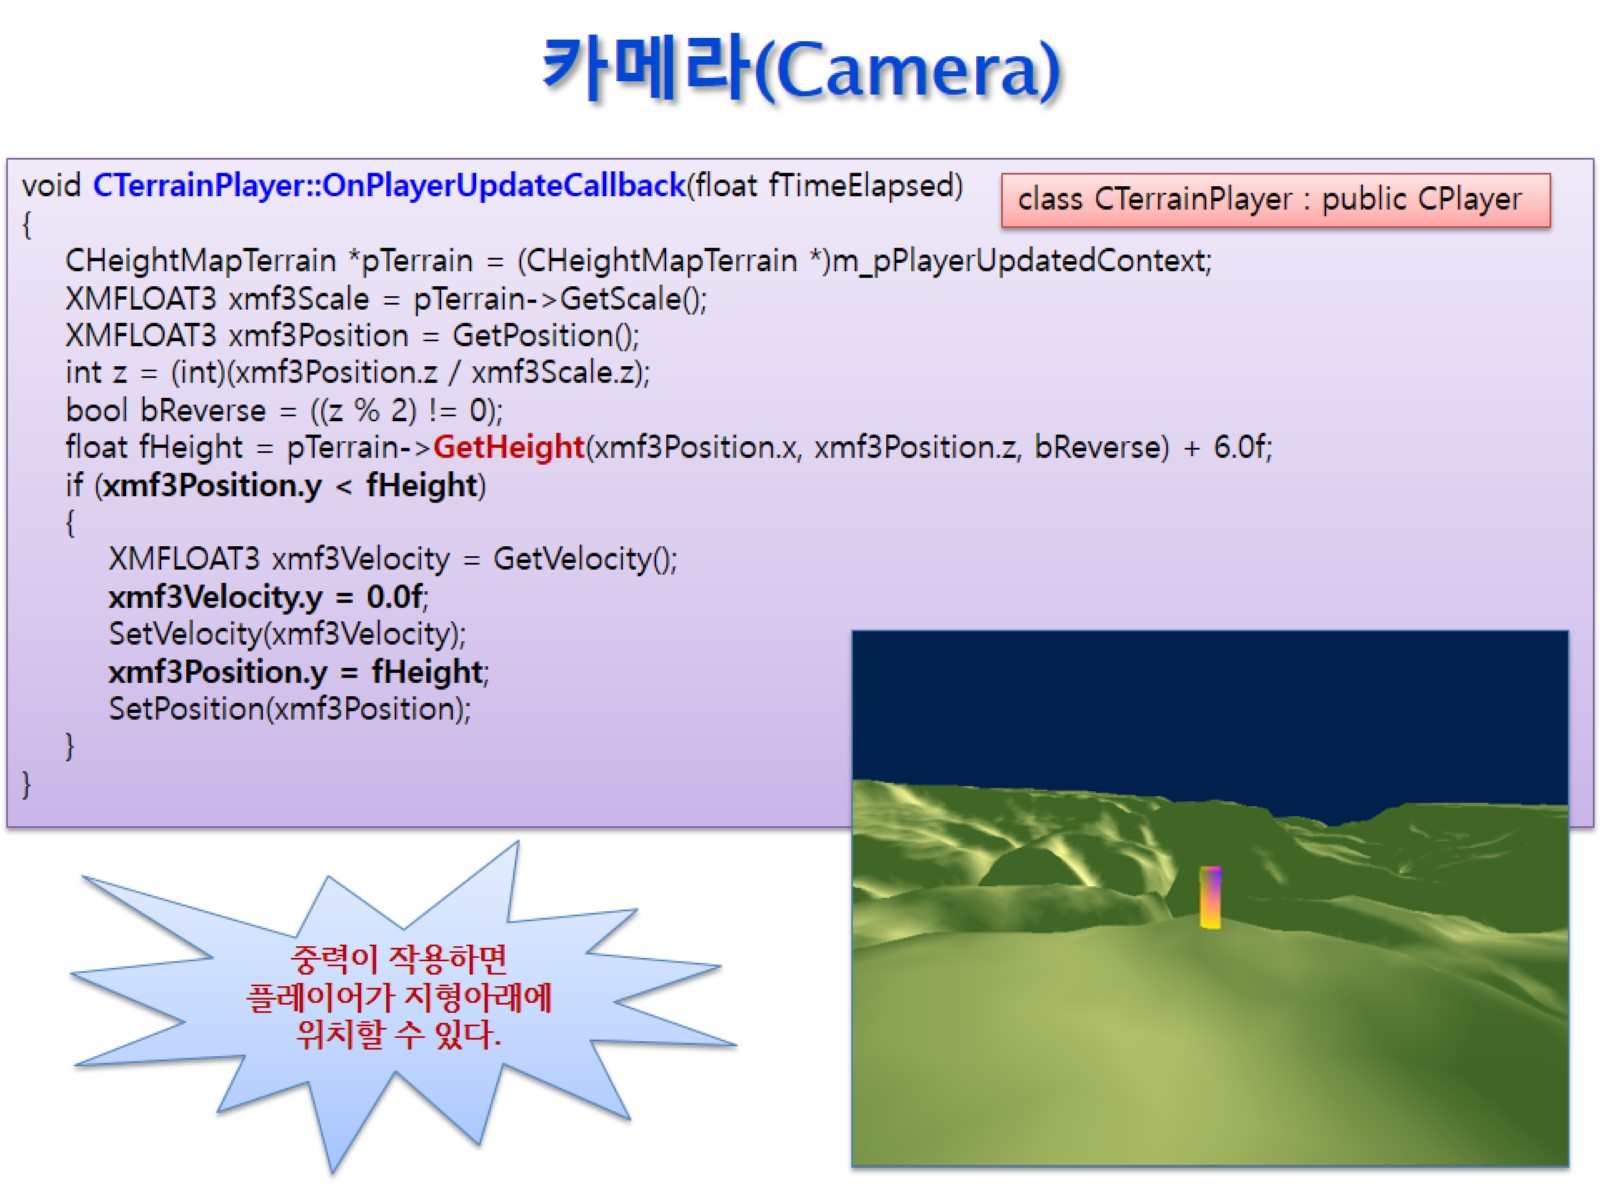 카메라(Camera)
void CTerrainPlayer::OnPlayerUpdateCallback(float fTimeElapsed)
class CTerrainPlayer : public CPlayer
{
CHeightMapTerrain *pTerrain = (CHeightMapTerrain *)m_pPlayerUpdatedContext;
XMFLOAT3 xmf3Scale = pTerrain->GetScale();
XMFLOAT3 xmf3Position = GetPosition();
int z = (int)(xmf3Position.z / xmf3Scale.z);
bool bReverse = ((z % 2) != 0);
float fHeight = pTerrain->GetHeight(xmf3Position.x, xmf3Position.z, bReverse) + 6.0f;
if (xmf3Position.y < fHeight)
{
XMFLOAT3 xmf3Velocity = GetVelocity();
xmf3Velocity.y = 0.0f;
SetVelocity(xmf3Velocity);
xmf3Position.y = fHeight;
SetPosition(xmf3Position);
}
}
중력이 작용하면
플레이어가 지형아래에
위치할 수 있다.